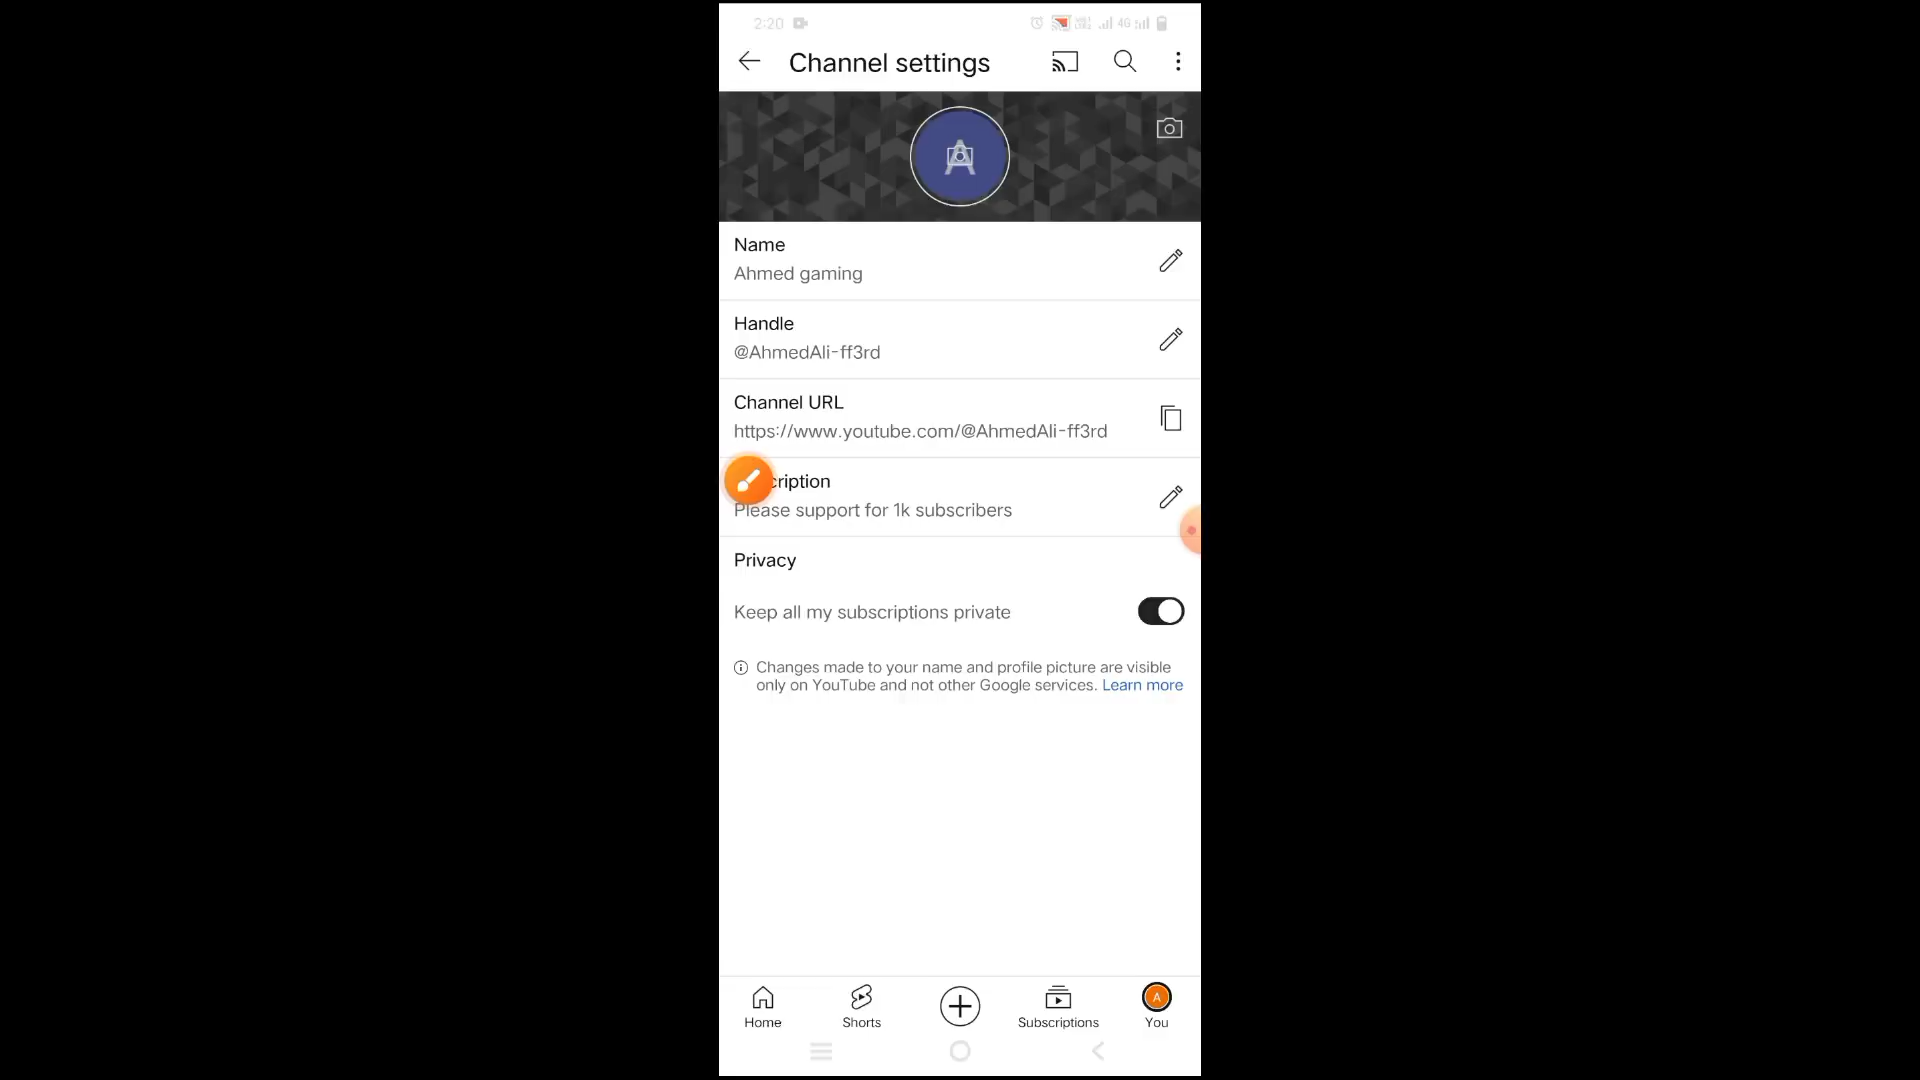 2:20
4G
Channel settings
A
Name
Ahmed gaming
Handle
@AhmedAli-ff3rd
Channel URL
https://www.youtube.com/@AhmedAli-ff3rd
cription
Please support for 1k subscribers
Privacy
Keep all my subscriptions private
Changes made to your name and profile picture are visible
only on YouTube and not other Google services. Learn more
A
Home Shorts Subscriptions You